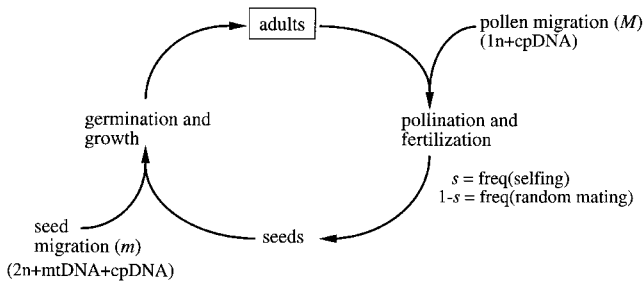 adults
pollen migration (M)
(1n+cpDNA)
germination and
growth
pollination and
fertilization
s = freq(selfing)
1-s = freq(random mating)
seed
migration (m)
(2n+mtDNA+cpDNA)
seeds